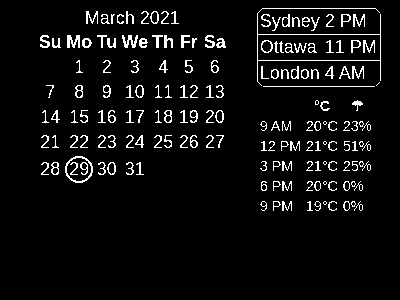 March 2021
Su Mo Tu We Th Fr Sa
1 2 3 4 5 6
7 8 9 10 11 12 13
14 15 16 17 18 19 20
21 22 23 24 25 26 27
28 29 30 31
Sydney 2 PM
Ottawa 11 PM
London 4 AM
°C ☂
9 AM 20°C 23%
12 PM 21°C 51%
3 PM 21°C 25%
6 PM 20°C 0%
9 PM 19°C 0%